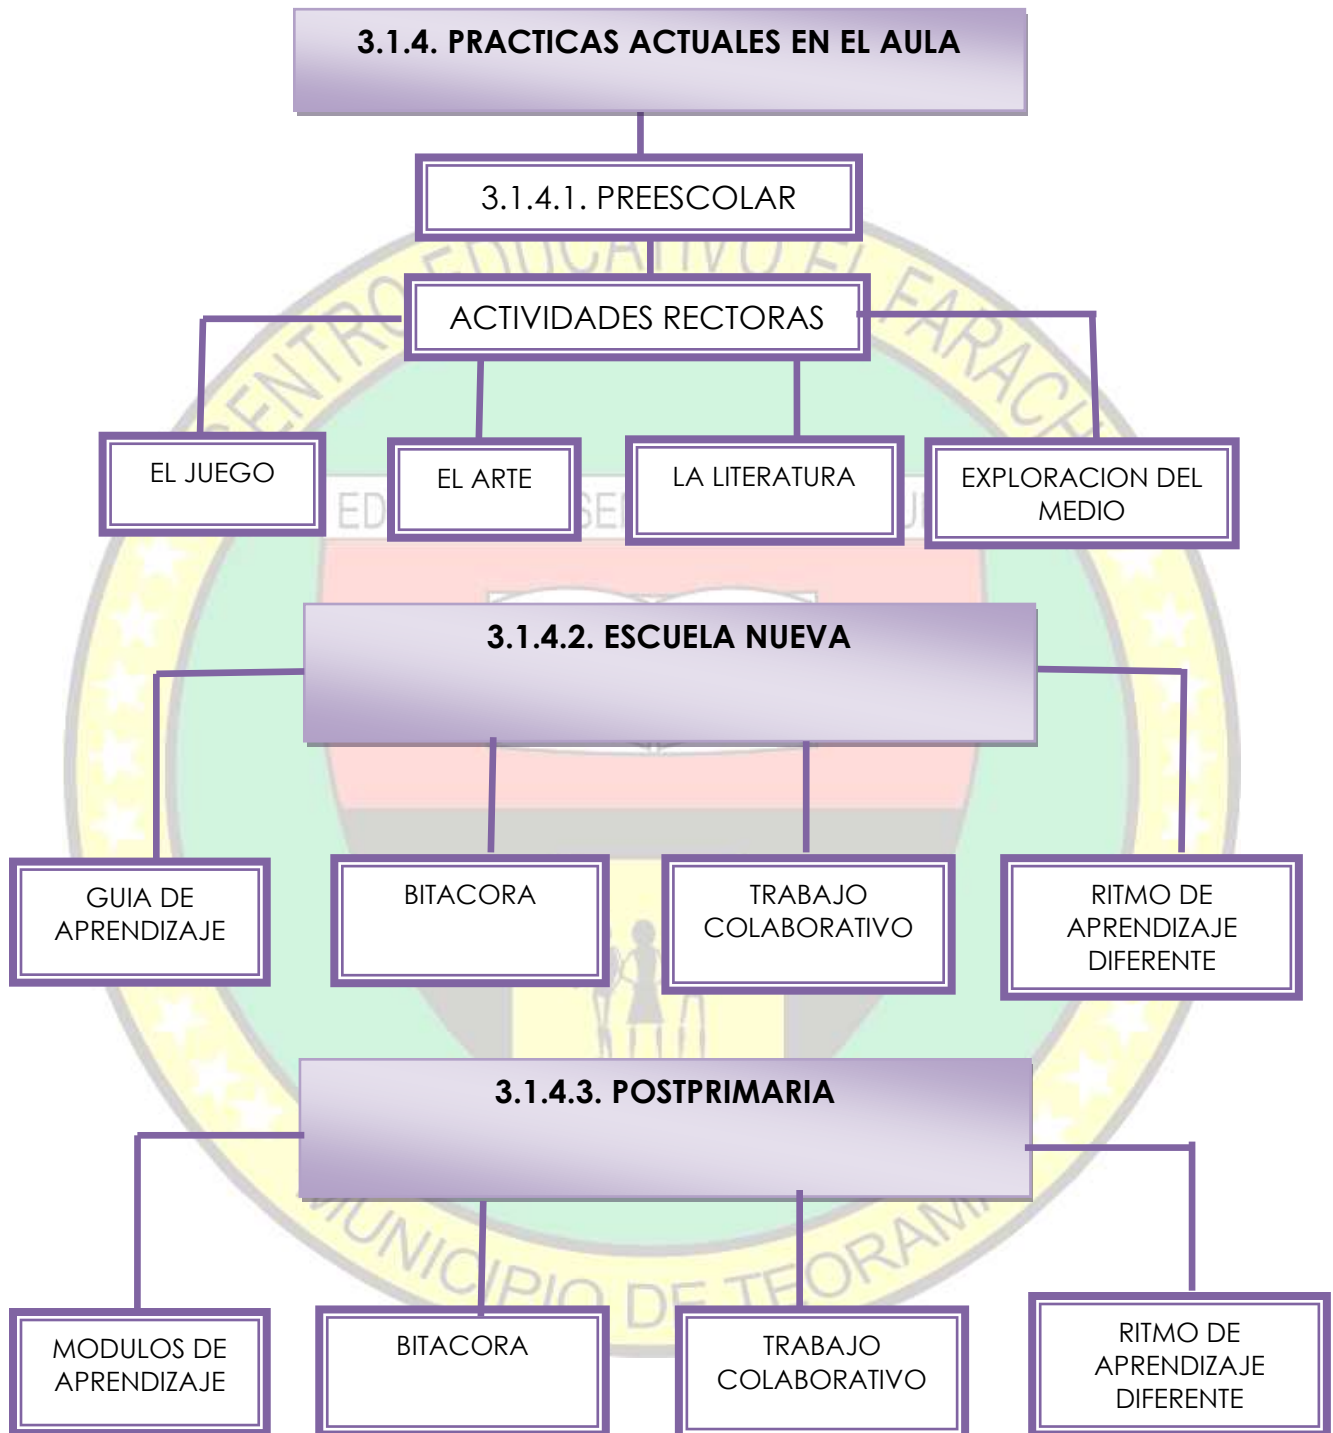 3.1.4. PRACTICAS ACTUALES EN EL AULA
3.1.4.1. PREESCOLAR
ACTIVIDADES RECTORAS
EL JUEGO
EL ARTE
LA LITERATURA
EXPLORACION DEL
MEDIO
3.1.4.2. ESCUELA NUEVA
GUIA DE
APRENDIZAJE
BITACORA
TRABAJO
COLABORATIVO
RITMO DE
APRENDIZAJE
DIFERENTE
3.1.4.3. POSTPRIMARIA
MODULOS DE
APRENDIZAJE
BITACORA
TRABAJO
COLABORATIVO
RITMO DE
APRENDIZAJE
DIFERENTE
MUNICIPIO DE